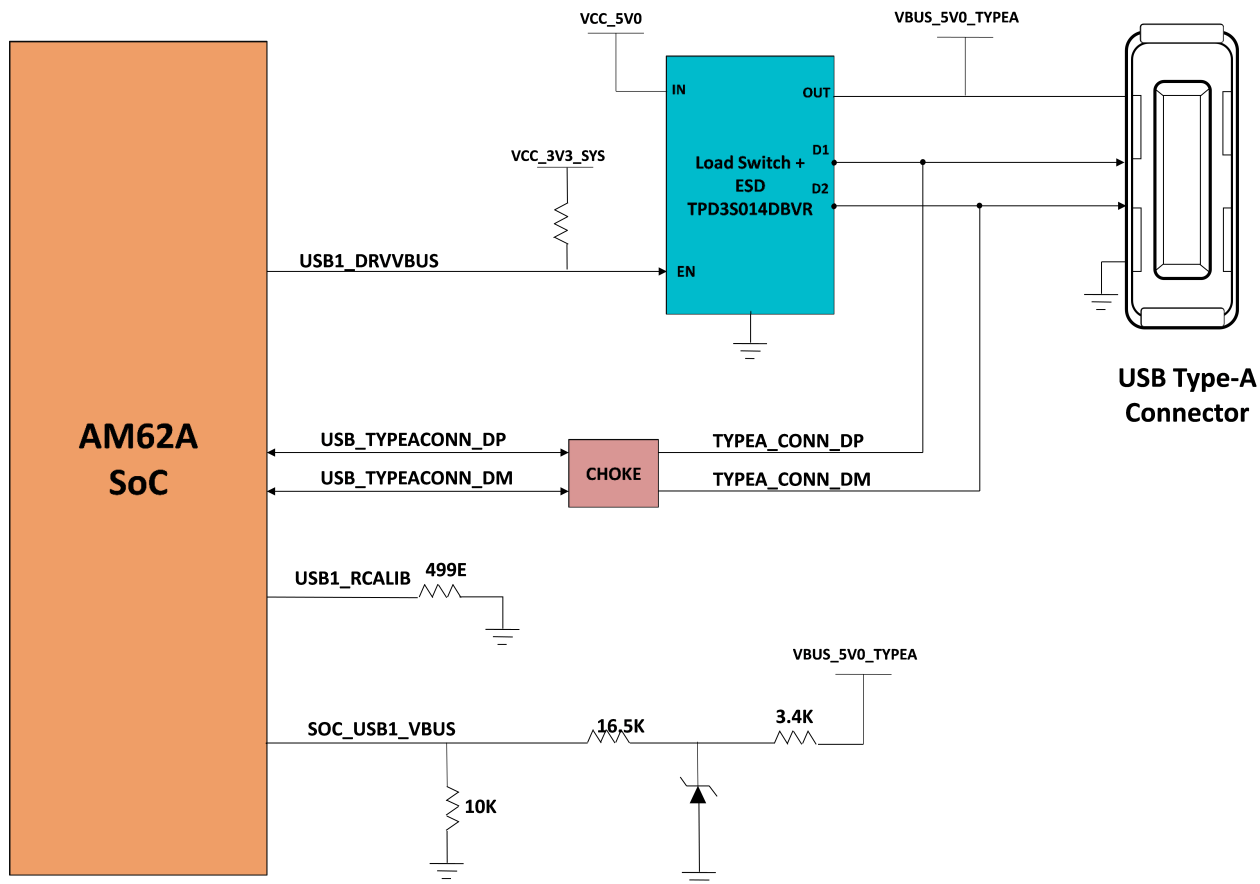 VCC_5V0
VBUS_5V0_TYPEA
IN
OUT
VCC_3V3_SYS
D1
Load Switch +
ESD
TPD3S014DBVR
D2
USB1_DRVVBUS
EN
USB Type-A
Connector
AM62A
SoC
USB_TYPEACONN_DP
TYPEA_CONN_DP
CHOKE
USB_TYPEACONN_DM
TYPEA_CONN_DM
USB1_RCALIB
499E
VBUS_5V0_TYPEA
SOC_USB1_VBUS
16.5K
3.4K
10K